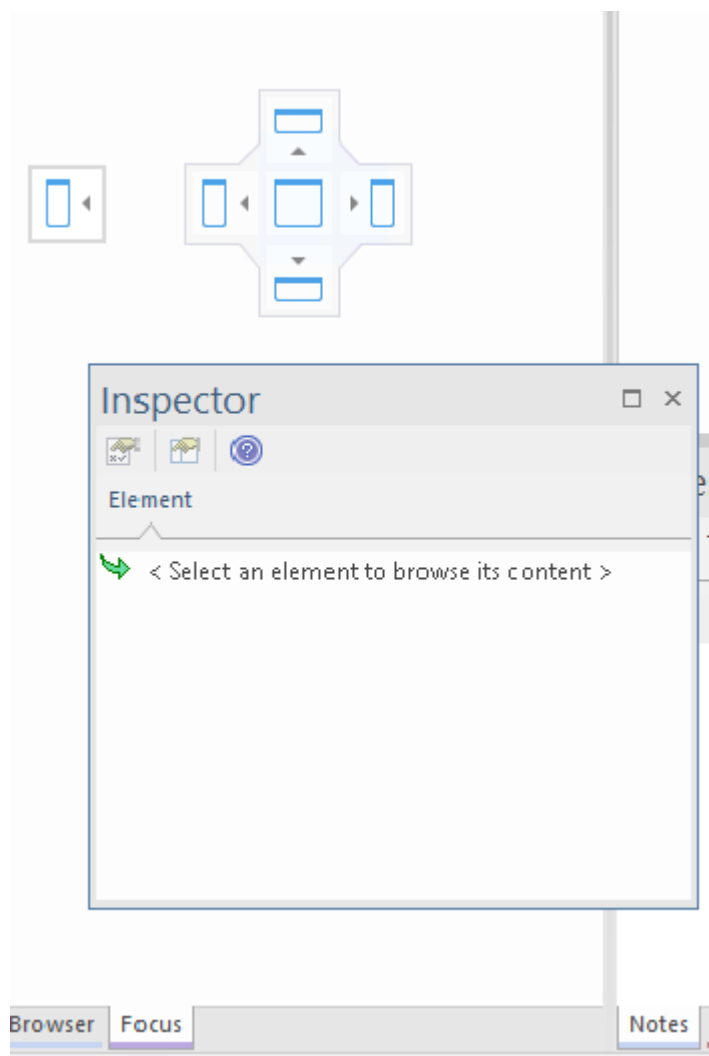 Inspector
Element
< Select an element to browse its content >
Browser
Focus
Notes